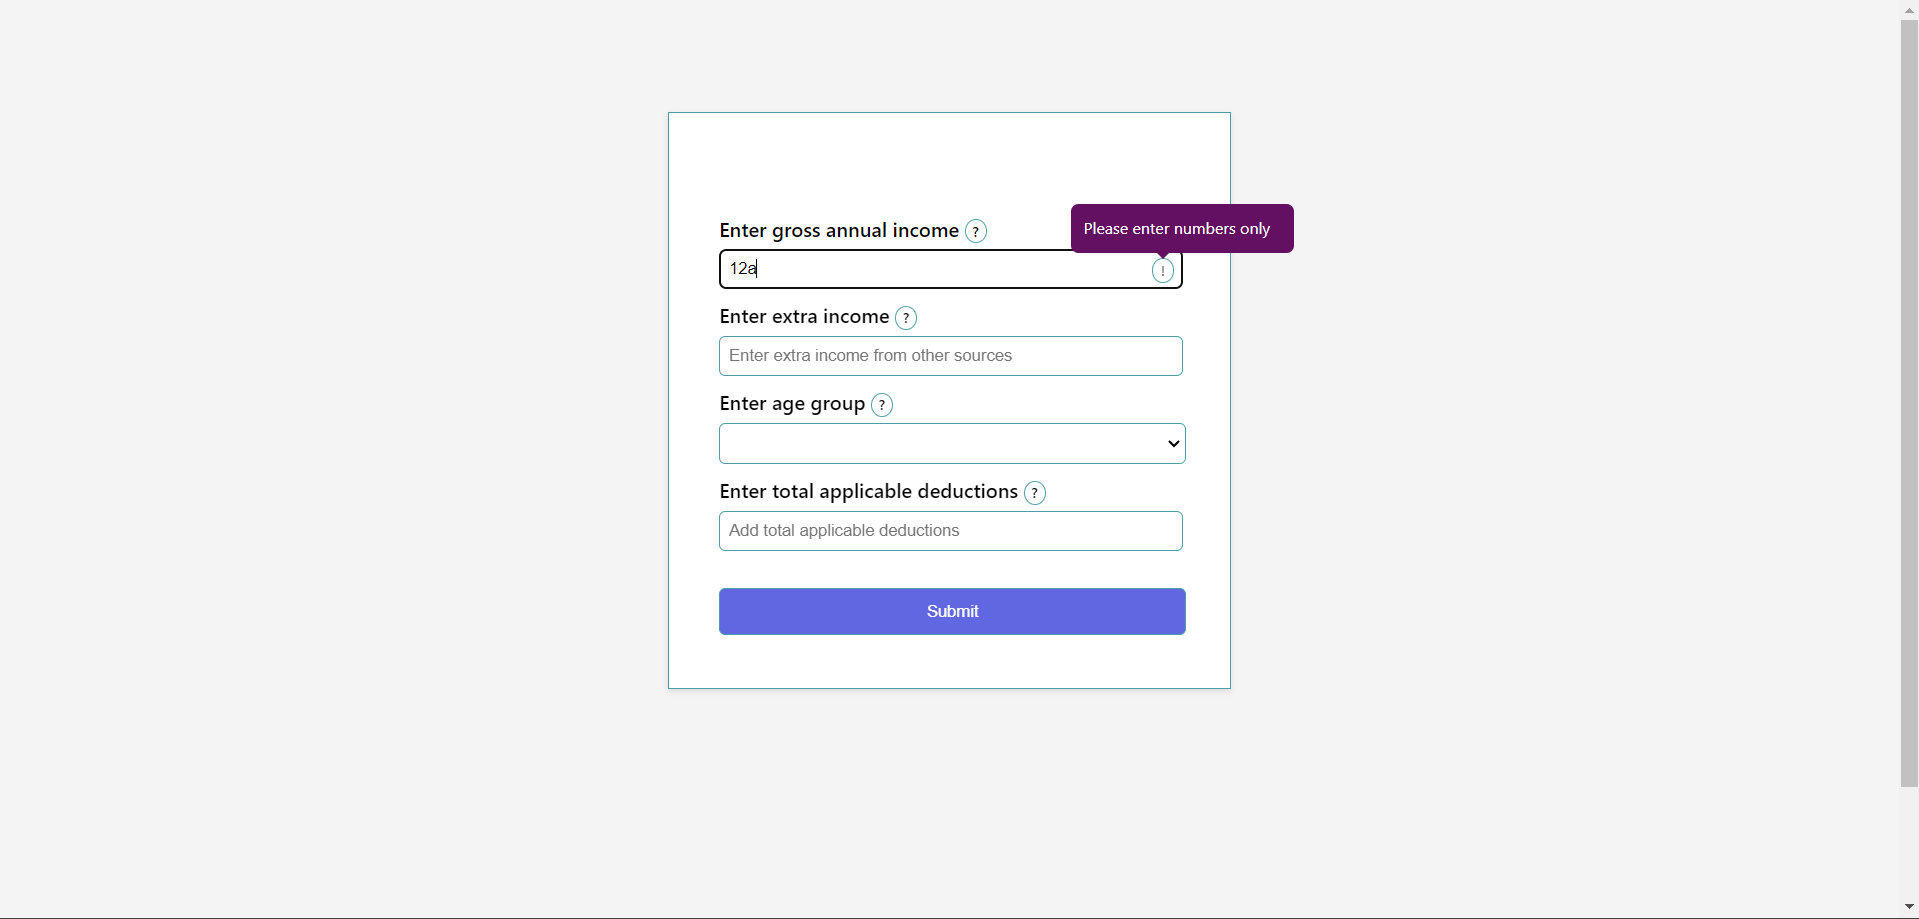 Please enter numbers only
Enter gross annual income ?
12a !
Enter extra income ?
Enter extra income from other sources
Enter age group ?
Enter total applicable deductions ?
Add total applicable deductions
Submit